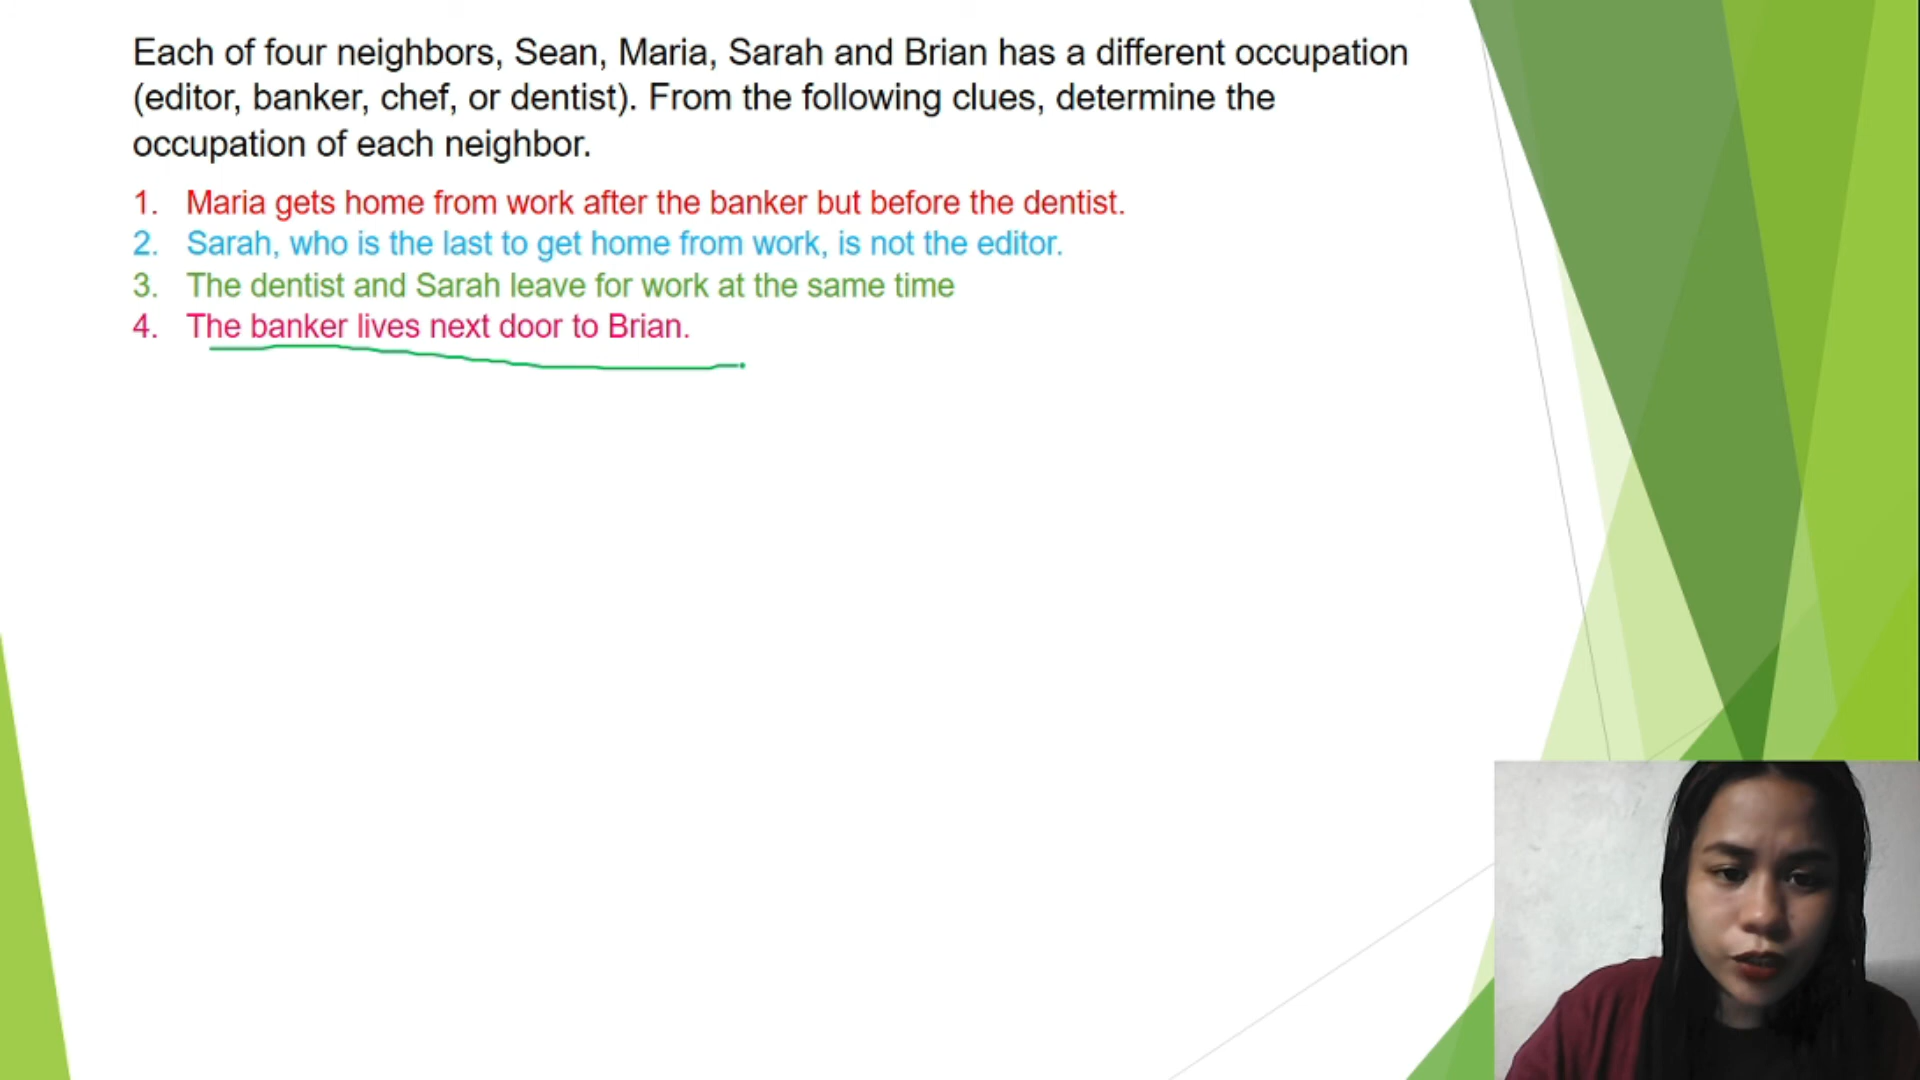 Each of four neighbors, Sean, Maria, Sarah and Brian has a different occupation
(editor, banker, chef, or dentist). From the following clues, determine the
occupation of each neighbor.
1. Maria gets home from work after the banker but before the dentist.
2. Sarah, who is the last to get home from work, is not the editor.
3. The dentist and Sarah leave for work at the same time
4. The banker lives next door to Brian.